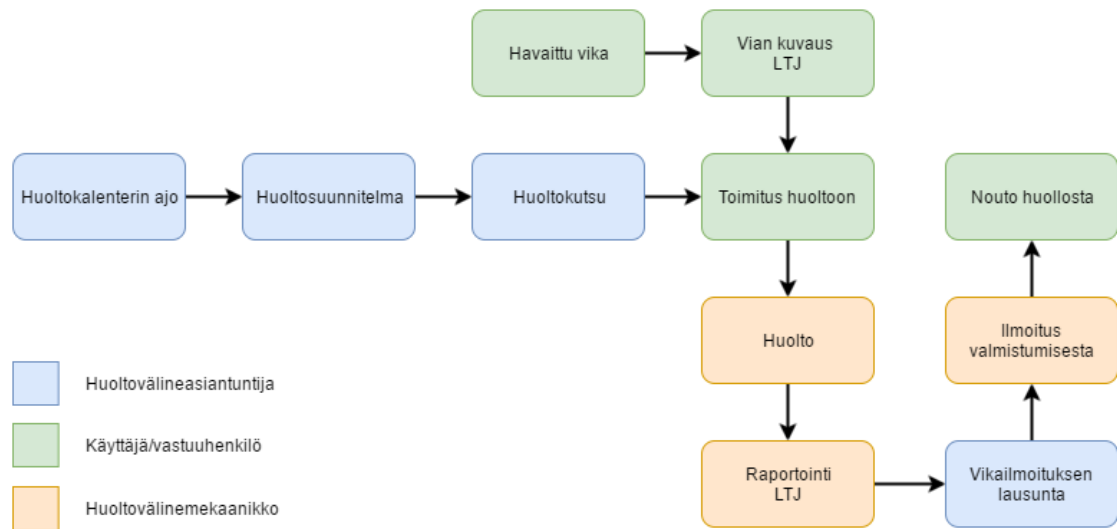 Havaittu vika
Vian kuvaus
LTJ
Huoltokalenterin ajo
Huoltosuunnitelma
Huoltokutsu
Toimitus huoltoon
Nouto huollosta
Huolto
Ilmoitus
valmistumisesta
Huoltovälineasiantuntija
Käyttäjä/vastuuhenkilö
Raportointi
LTJ
Vikailmoituksen
lausunta
Huoltovälinemekaanikko